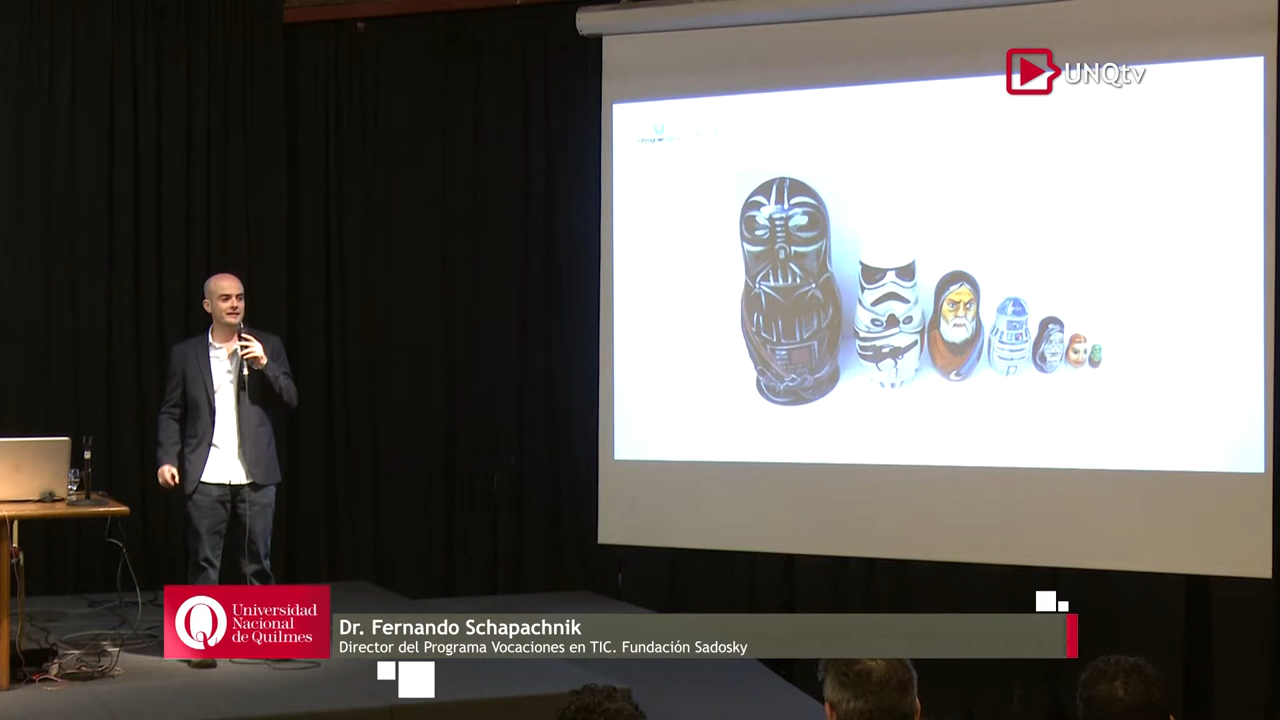 UNQtv
Universidad
Nacional
de Quilmes
Dr. Fernando Schapachnik
Director del Programa Vocaciones en TIC. Fundación Sadosky